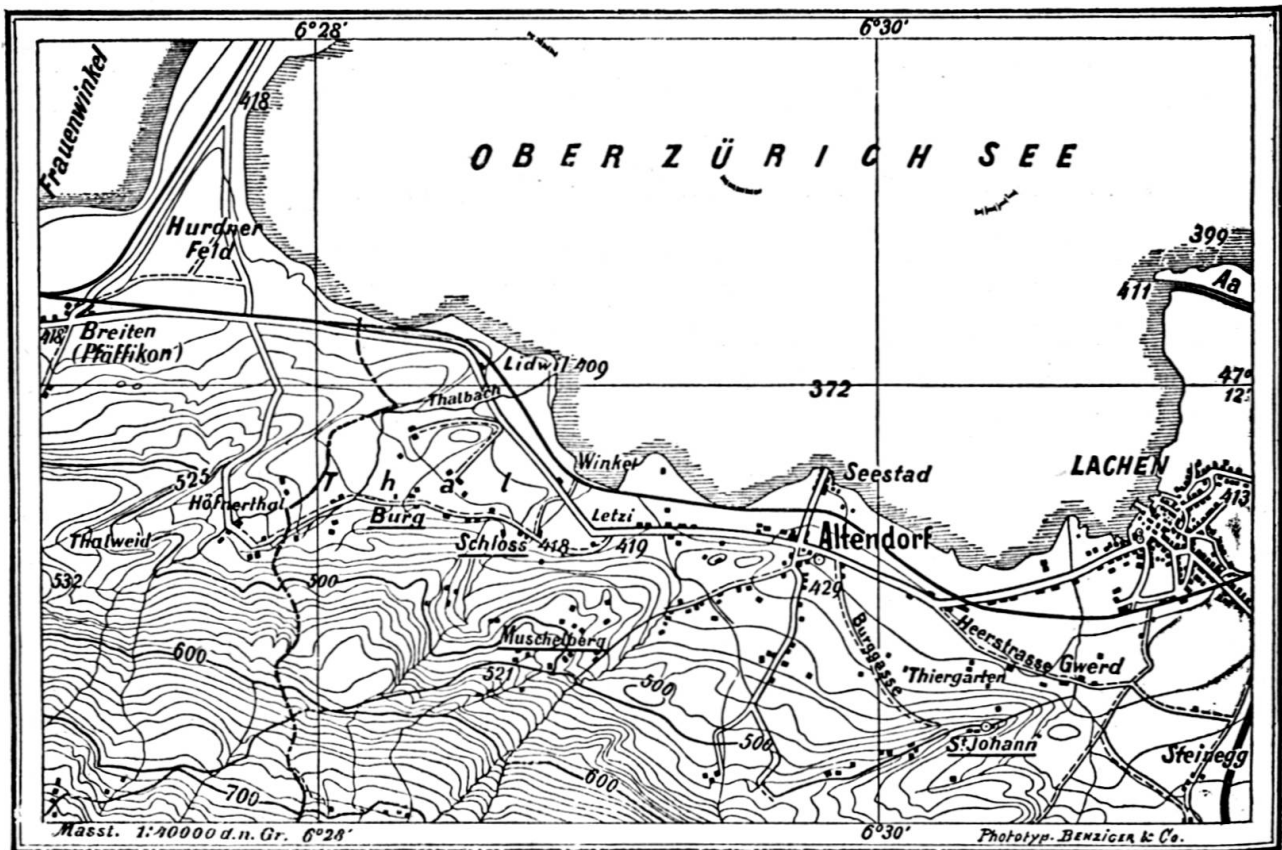 6°28' 6°30'
Frauenwinkel
418
OBERZÜRICH SEE
Hurdner
Feld
399
Aa
411
418
Breiten
(Pfäffikon)
Lidwil 409
Thalbach
372
47°
12'
Winkel
Seestad
LACHEN
413
525
Thal
Höfnerthal
Burg
Letzi
Thalweid
Schloss 418 419
Altendorf
532
500
429
Heerstrasse Gwerd
Burggasse
Muschelberg
600
521
500
Thiergärten
St Johann
506
Steinegg
700
600
Masst. 1:40000 d.n. Gr. 6°28' 6°30' Phototyp. BENZIGER & Co.